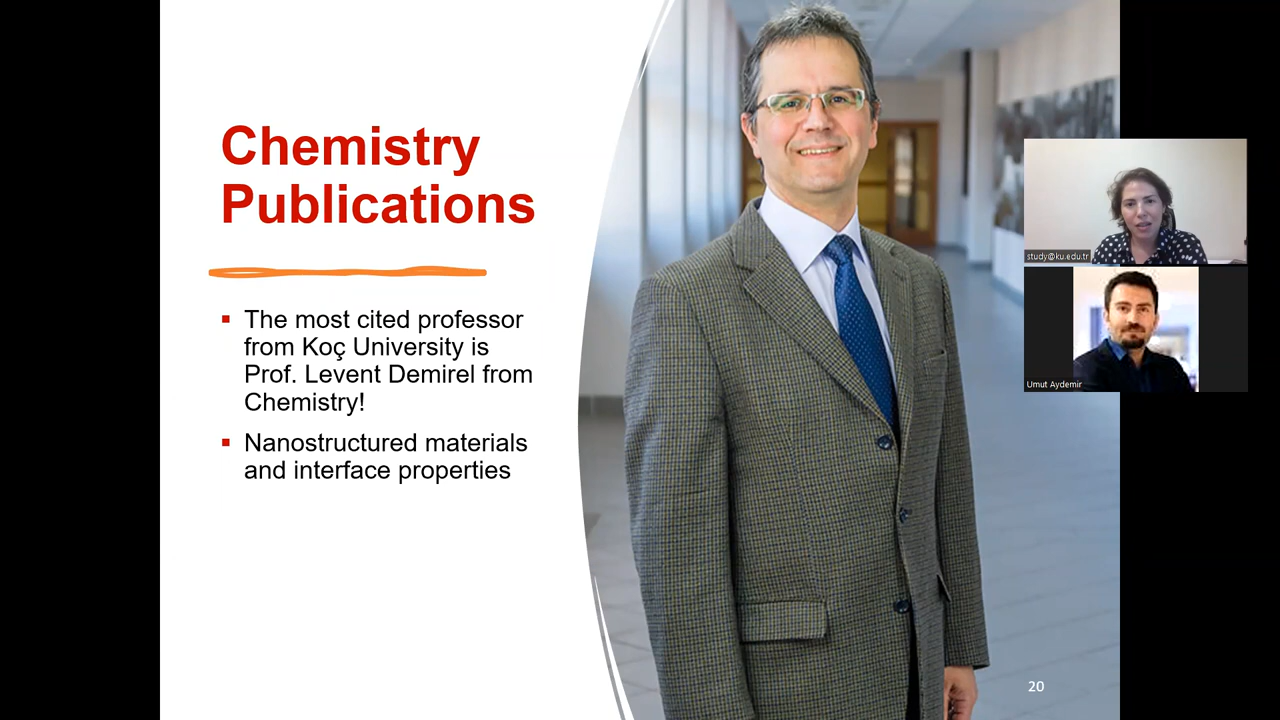 Chemistry
Publications
▪ The most cited professor
from Koç University is
Prof. Levent Demirel from
Chemistry!
▪ Nanostructured materials
and interface properties
20
study@ku.edu.tr
Umut Aydemir